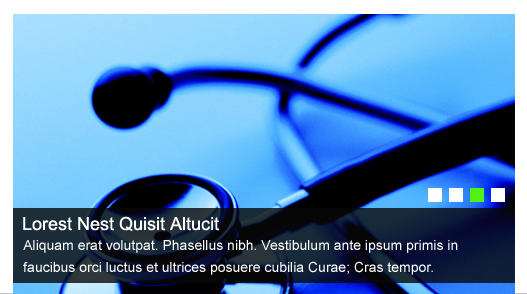 Lorest Nest Quisit Altucit
Aliquam erat volutpat. Phasellus nibh. Vestibulum ante ipsum primis in
faucibus orci luctus et ultrices posuere cubilia Curae; Cras tempor.